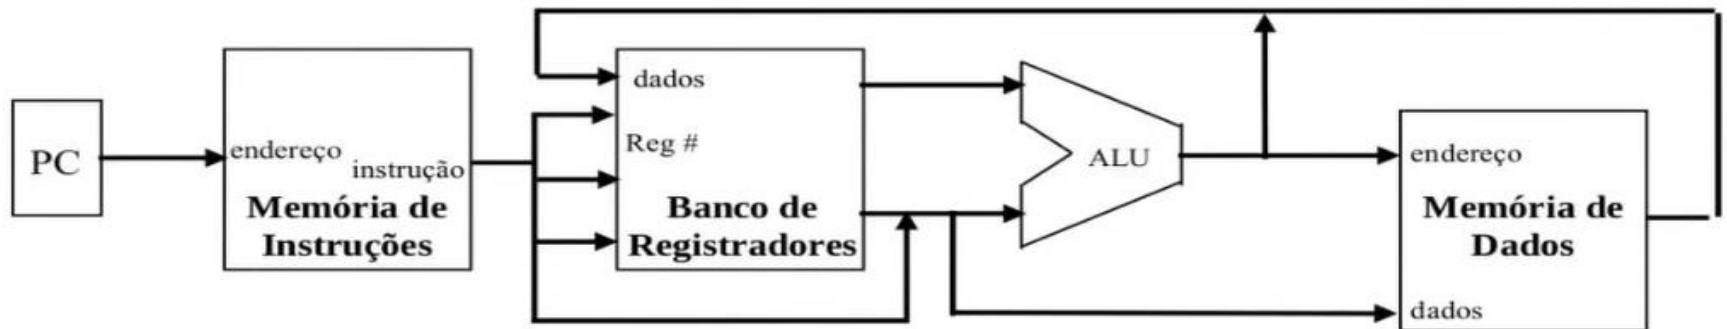 PC
endereço
instrução
Memória de
Instruções
dados
Reg #
Banco de
Registradores
ALU
endereço
Memória de
Dados
dados